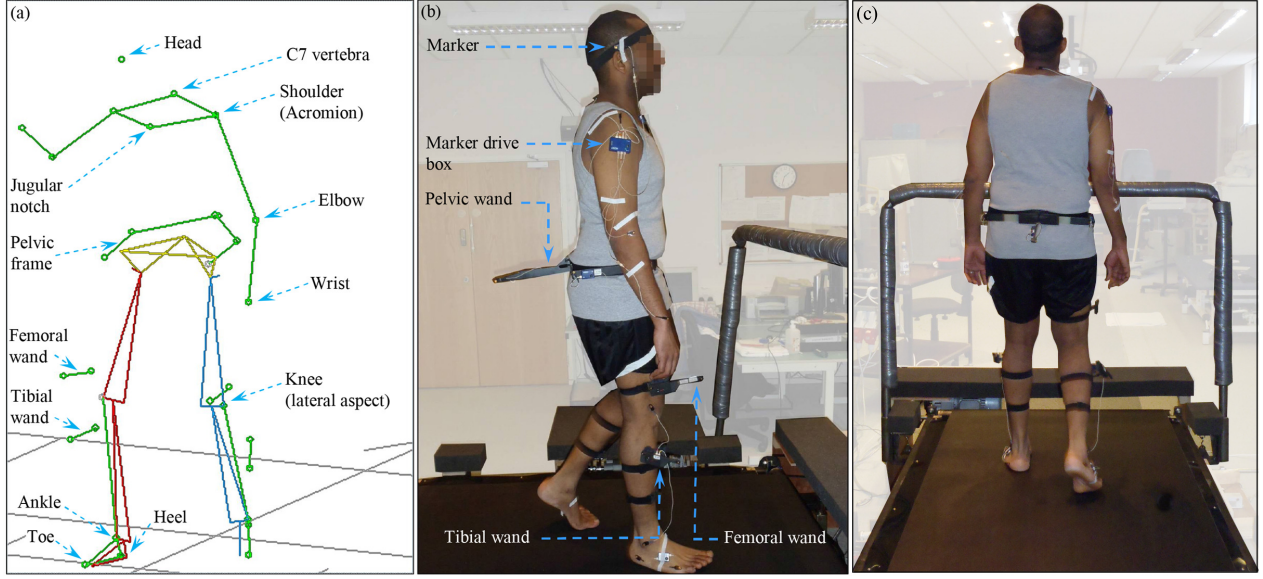 (a)
Head
C7 vertebra
Shoulder
(Acromion)
Jugular
notch
Elbow
Pelvic
frame
Wrist
Femoral
wand
Tibial
wand
Knee
(lateral aspect)
Ankle
Toe
Heel
(b)
Marker
Marker drive
box
Pelvic wand
Tibial wand
Femoral wand
(c)